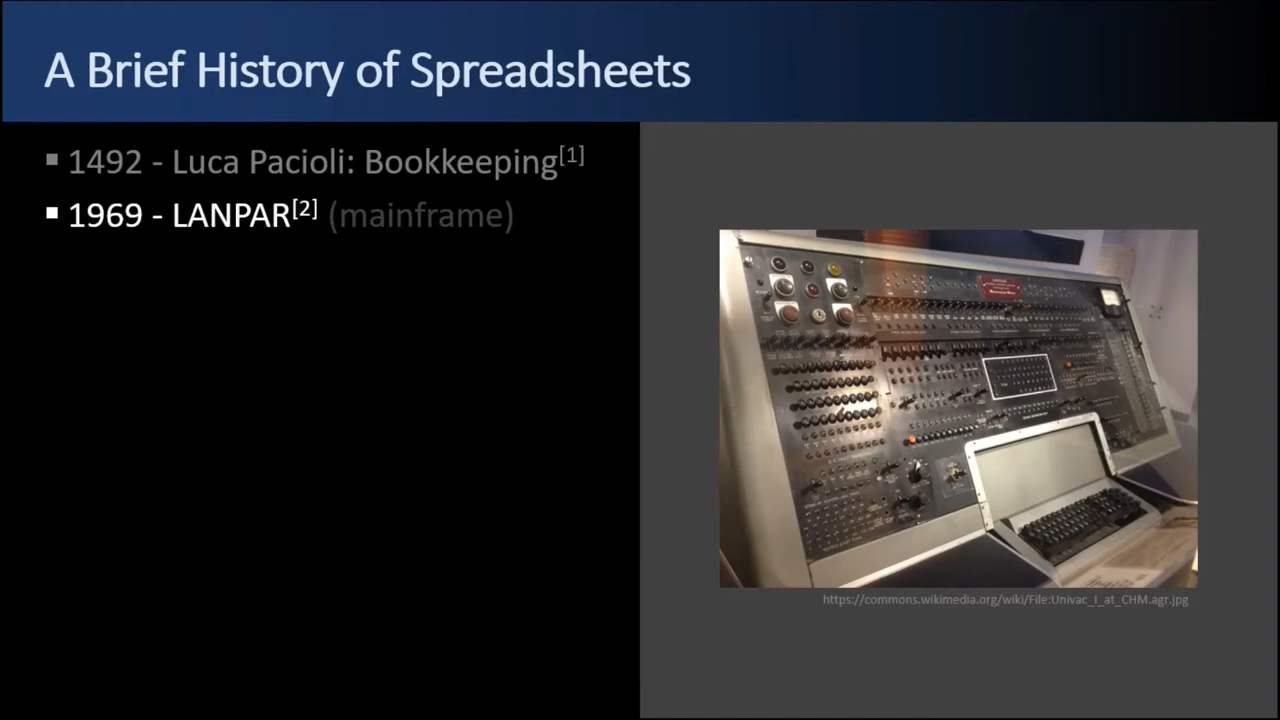 A Brief History of Spreadsheets
▪ 1492 - Luca Pacioli: Bookkeeping[1]
▪ 1969 - LANPAR[2] (mainframe)
https://commons.wikimedia.org/wiki/File:Univac_I_at_CHM.agr.jpg